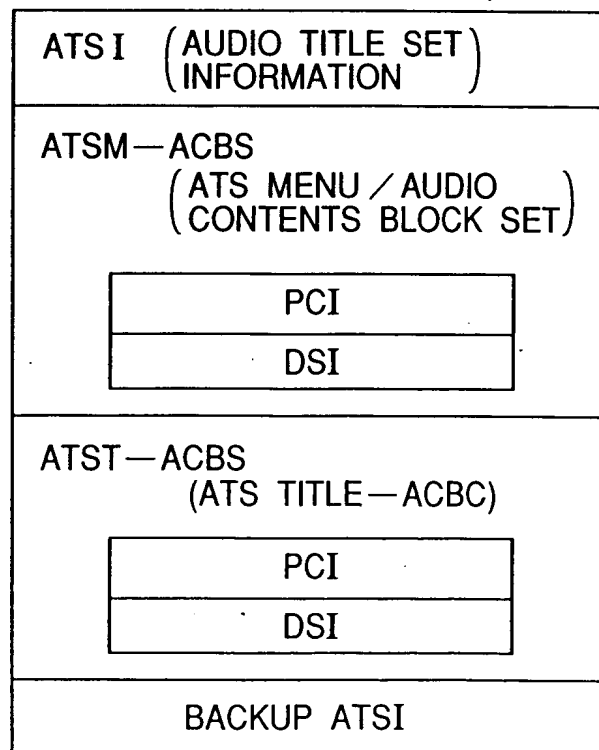 ATSI (AUDIO TITLE SET
INFORMATION)
ATSM—ACBS
(ATS MENU/AUDIO
CONTENTS BLOCK SET)
PCI
DSI
ATST—ACBS
(ATS TITLE—ACBC)
PCI
DSI
BACKUP ATSI